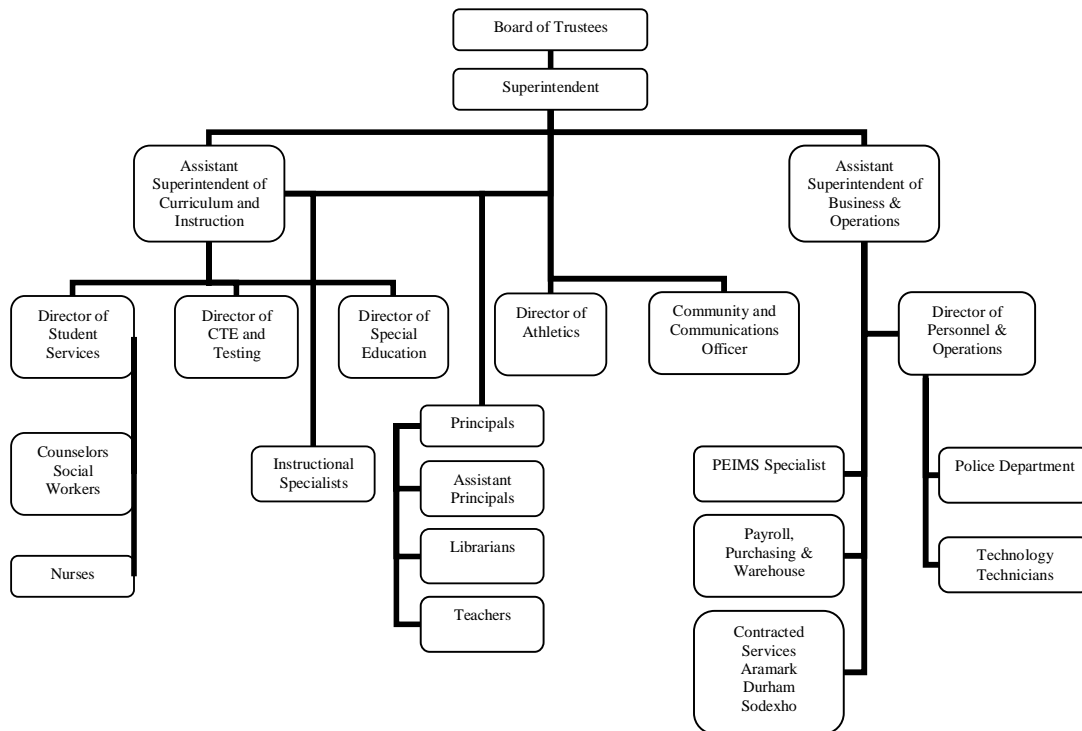 Board of Trustees
Superintendent
Assistant
Superintendent of
Curriculum and
Instruction
Assistant
Superintendent of
Business &
Operations
Director of
Student
Services
Director of
CTE and
Testing
Director of
Special
Education
Director of
Athletics
Community and
Communications
Officer
Director of
Personnel &
Operations
Counselors
Social
Workers
Nurses
Instructional
Specialists
Principals
Assistant
Principals
Librarians
Teachers
PEIMS Specialist
Payroll,
Purchasing &
Warehouse
Contracted
Services
Aramark
Durham
Sodexho
Police Department
Technology
Technicians